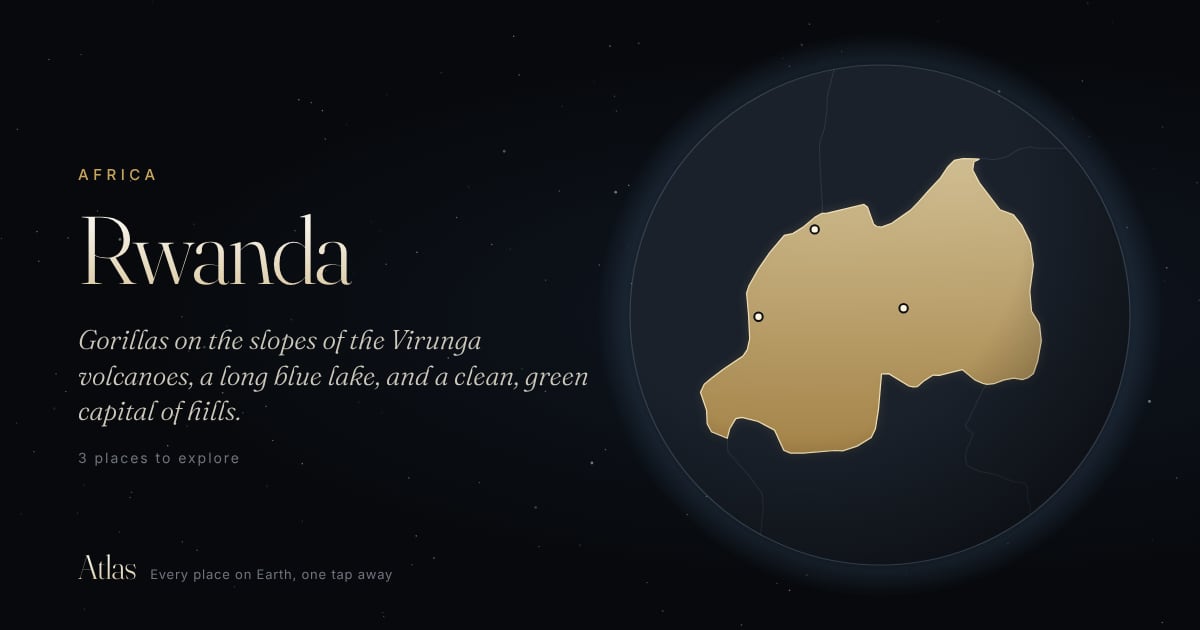 AFRICA
Rwanda
Gorillas on the slopes of the Virunga
volcanoes, a long blue lake, and a clean, green
capital of hills.
3 places to explore
Atlas Every place on Earth, one tap away